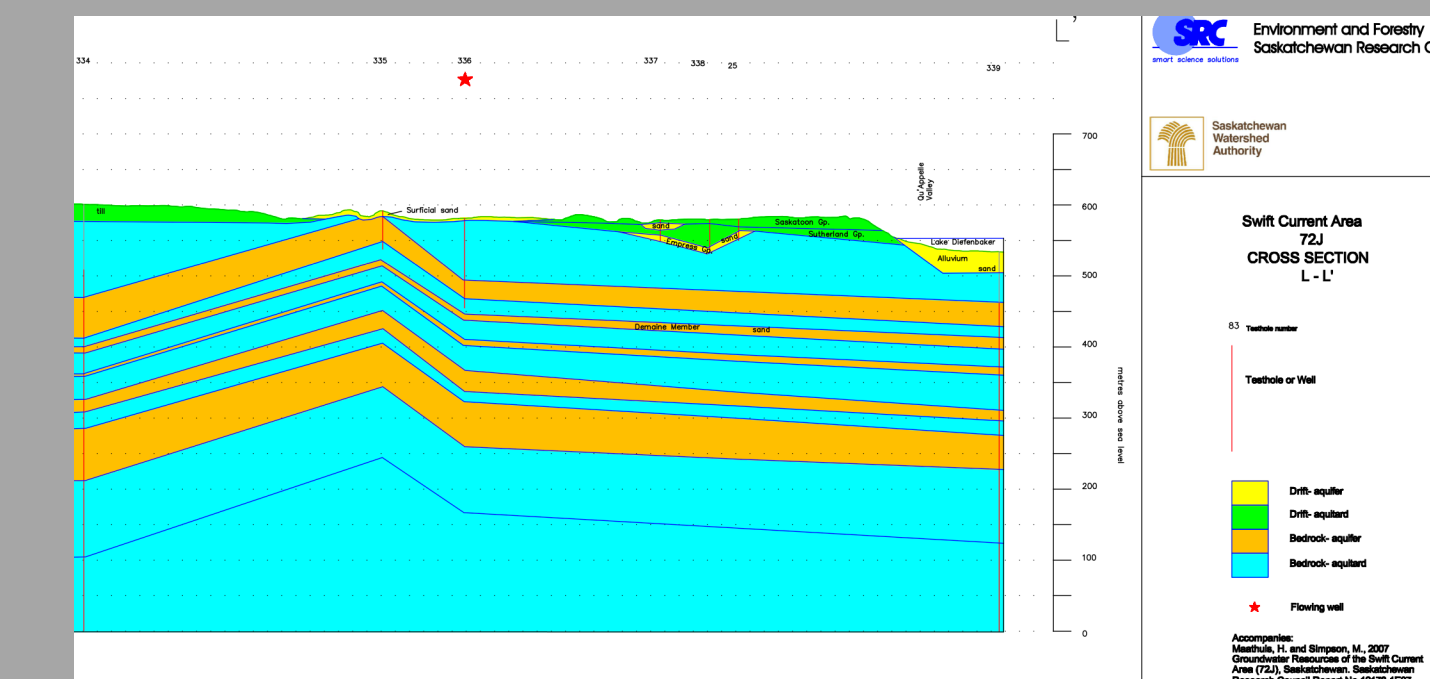 L'
334
335
336
337
338
25
339
SRC
smart science solutions
Environment and Forestry
Saskatchewan Research
Saskatchewan
Watershed
Authority
Swift Current Area
72J
CROSS SECTION
L - L'
83 Testhole number
Testhole or Well
Drift- aquifer
Drift- aquitard
Bedrock- aquifer
Bedrock- aquitard
Flowing well
Accompanies:
Maathuis, H. and Simpson, M., 2007
Groundwater Resources of the Swift Current
Area (72J), Saskatchewan. Saskatchewan
Research Council Report No
700
600
500
400
300
200
100
0
metres above sea level
Qu'Appelle
Valley
till
Surficial sand
sand
Empress Gp.
sand
Saskatoon Gp.
Sutherland Gp.
Lake Diefenbaker
Alluvium
sand
Demaine Member
sand